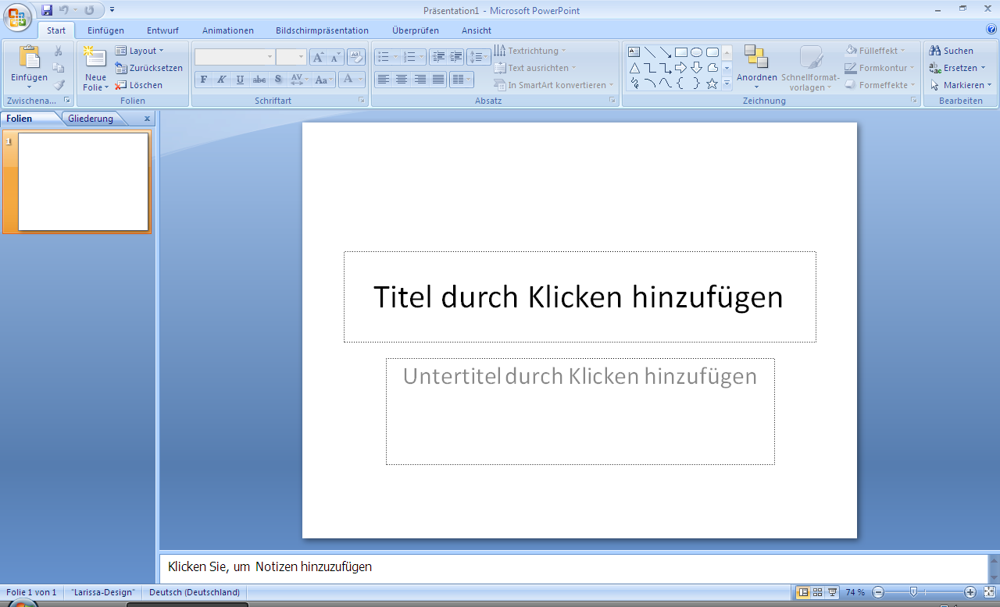 Präsentation1 - Microsoft PowerPoint
Start Einfügen Entwurf Animationen Bildschirmpräsentation Überprüfen Ansicht
Einfügen
Neue Folie
Layout
Zurücksetzen
Löschen
F K U abc S AV Aa A
Textrichtung
Text ausrichten
In SmartArt konvertieren
Anordnen
Schnellformat-
vorlagen
Fülleffekt
Formkontur
Formeffekte
Suchen
Ersetzen
Markieren
Zwischena... Folien Schriftart Absatz Zeichnung Bearbeiten
Folien Gliederung
1
Titel durch Klicken hinzufügen
Untertitel durch Klicken hinzufügen
Klicken Sie, um Notizen hinzuzufügen
Folie 1 von 1 "Larissa-Design" Deutsch (Deutschland) 74 %